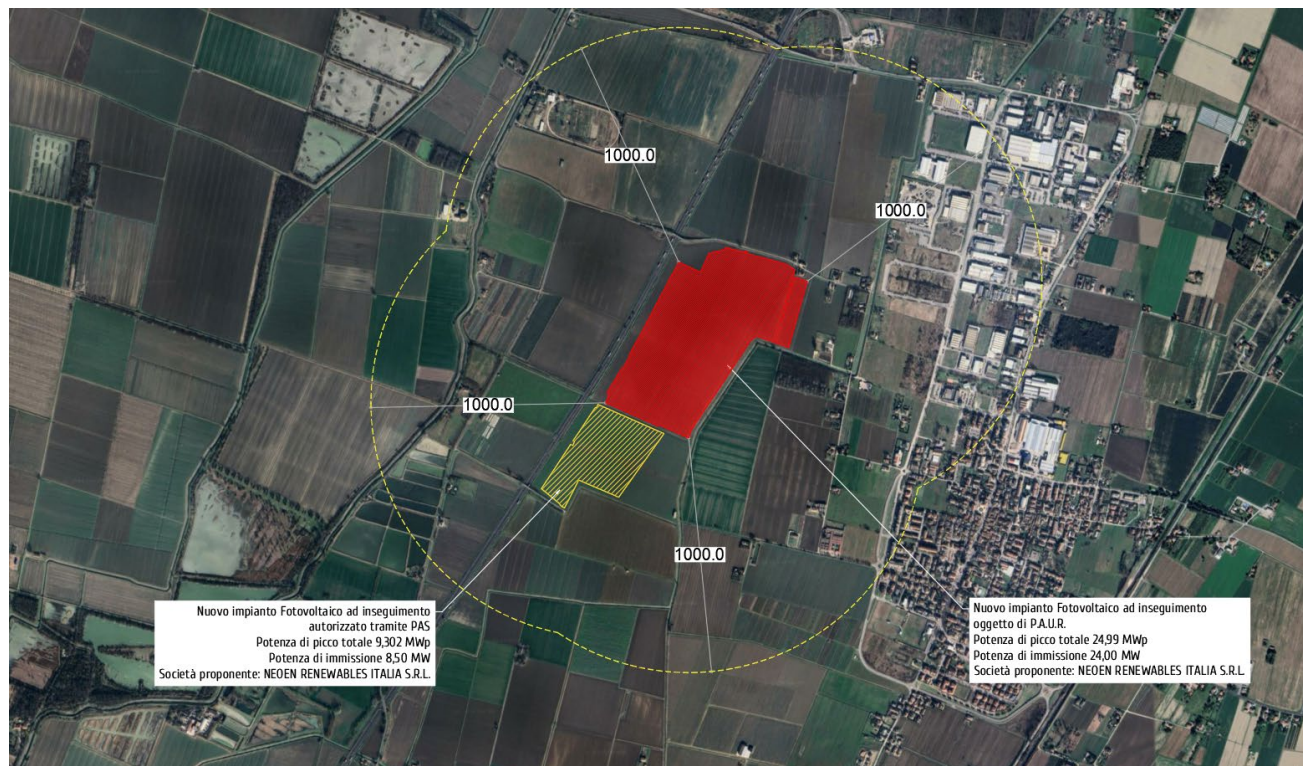 1000.0
1000.0
1000.0
1000.0
Nuovo impianto Fotovoltaico ad inseguimento
autorizzato tramite PAS
Potenza di picco totale 9,302 MWp
Potenza di immissione 8,50 MW
Società proponente: NEOEN RENEWABLES ITALIA S.R.L.
Nuovo impianto Fotovoltaico ad inseguimento
oggetto di P.A.U.R.
Potenza di picco totale 24,99 MWp
Potenza di immissione 24,00 MW
Società proponente: NEOEN RENEWABLES ITALIA S.R.L.